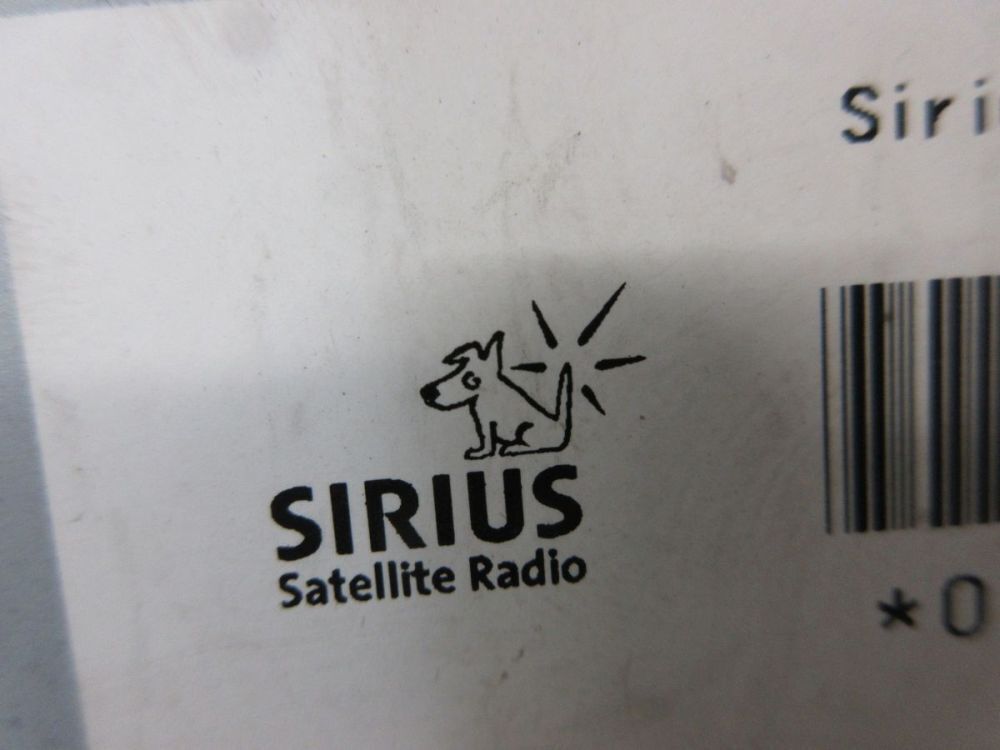 Siri
SIRIUS
Satellite Radio
*0